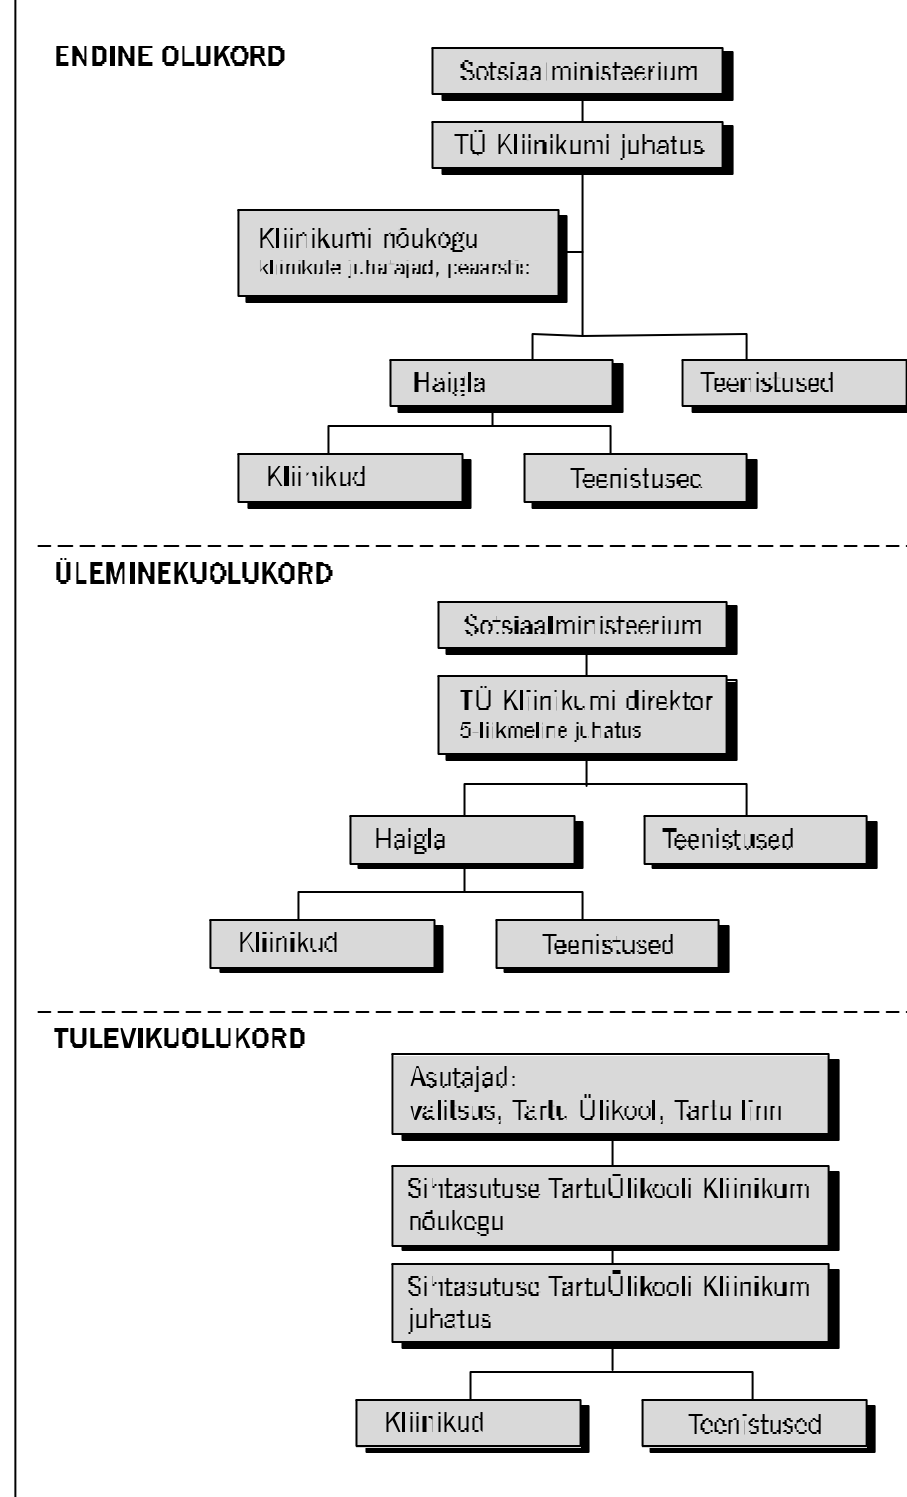 ENDINE OLUKORD
Sotsiaalministeerium
TÜ Kliinikumi juhatus
Kliinikumi nõukogu
kliinikute juhatajad, peaarstid
Haigla
Teenistused
Kliinikud
Teenistused
ÜLEMINEKUOLUKORD
Sotsiaalministeerium
TÜ Kliinikumi direktor
5-liikmeline juhatus
Haigla
Teenistused
Kliinikud
Teenistused
TULEVIKUOLUKORD
Asutajad:
valitsus, Tartu Ülikool, Tartu linn
Sihtasutuse TartuÜlikooli Kliinikum
nõukogu
Sihtasutuse TartuÜlikooli Kliinikum
juhatus
Kliinikud
Teenistused